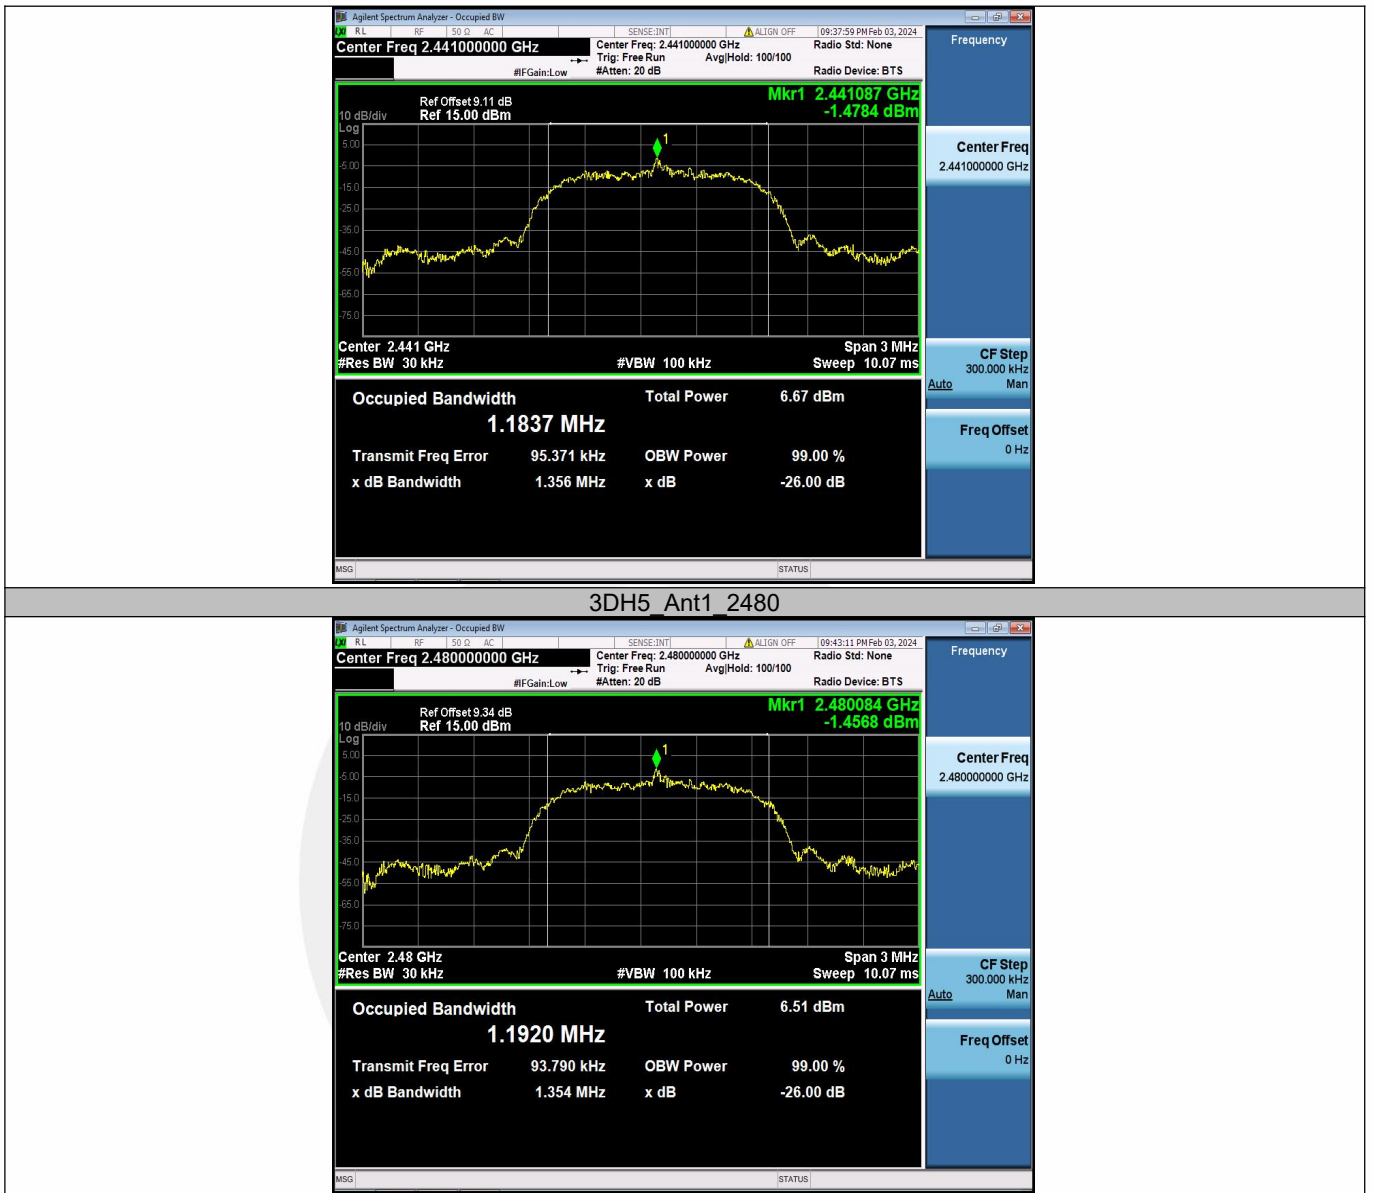 Agilent Spectrum Analyzer - Occupied BW
LXI RL RF 50 Ω AC SENSE:INT ALIGN OFF 09:37:59 PM Feb 03, 2024
Center Freq 2.441000000 GHz
Center Freq: 2.441000000 GHz Radio Std: None
Trig: Free Run Avg|Hold: 100/100
#IFGain:Low #Atten: 20 dB Radio Device: BTS
Frequency
Mkr1 2.441087 GHz
-1.4784 dBm
Ref Offset 9.11 dB
10 dB/div Ref 15.00 dBm
Log
5.00
-5.00
-15.0
-25.0
-35.0
-45.0
-55.0
-65.0
-75.0
1
Center Freq
2.441000000 GHz
Center 2.441 GHz Span 3 MHz
#Res BW 30 kHz #VBW 100 kHz Sweep 10.07 ms
CF Step
300.000 kHz
Auto Man
Occupied Bandwidth Total Power 6.67 dBm
1.1837 MHz
Transmit Freq Error 95.371 kHz OBW Power 99.00 %
x dB Bandwidth 1.356 MHz x dB -26.00 dB
Freq Offset
0 Hz
MSG STATUS
3DH5_Ant1_2480
Agilent Spectrum Analyzer - Occupied BW
LXI RL RF 50 Ω AC SENSE:INT ALIGN OFF 09:43:11 PM Feb 03, 2024
Center Freq 2.480000000 GHz
Center Freq: 2.480000000 GHz Radio Std: None
Trig: Free Run Avg|Hold: 100/100
#IFGain:Low #Atten: 20 dB Radio Device: BTS
Frequency
Mkr1 2.480084 GHz
-1.4568 dBm
Ref Offset 9.34 dB
10 dB/div Ref 15.00 dBm
Log
5.00
-5.00
-15.0
-25.0
-35.0
-45.0
-55.0
-65.0
-75.0
1
Center Freq
2.480000000 GHz
Center 2.48 GHz Span 3 MHz
#Res BW 30 kHz #VBW 100 kHz Sweep 10.07 ms
CF Step
300.000 kHz
Auto Man
Occupied Bandwidth Total Power 6.51 dBm
1.1920 MHz
Transmit Freq Error 93.790 kHz OBW Power 99.00 %
x dB Bandwidth 1.354 MHz x dB -26.00 dB
Freq Offset
0 Hz
MSG STATUS